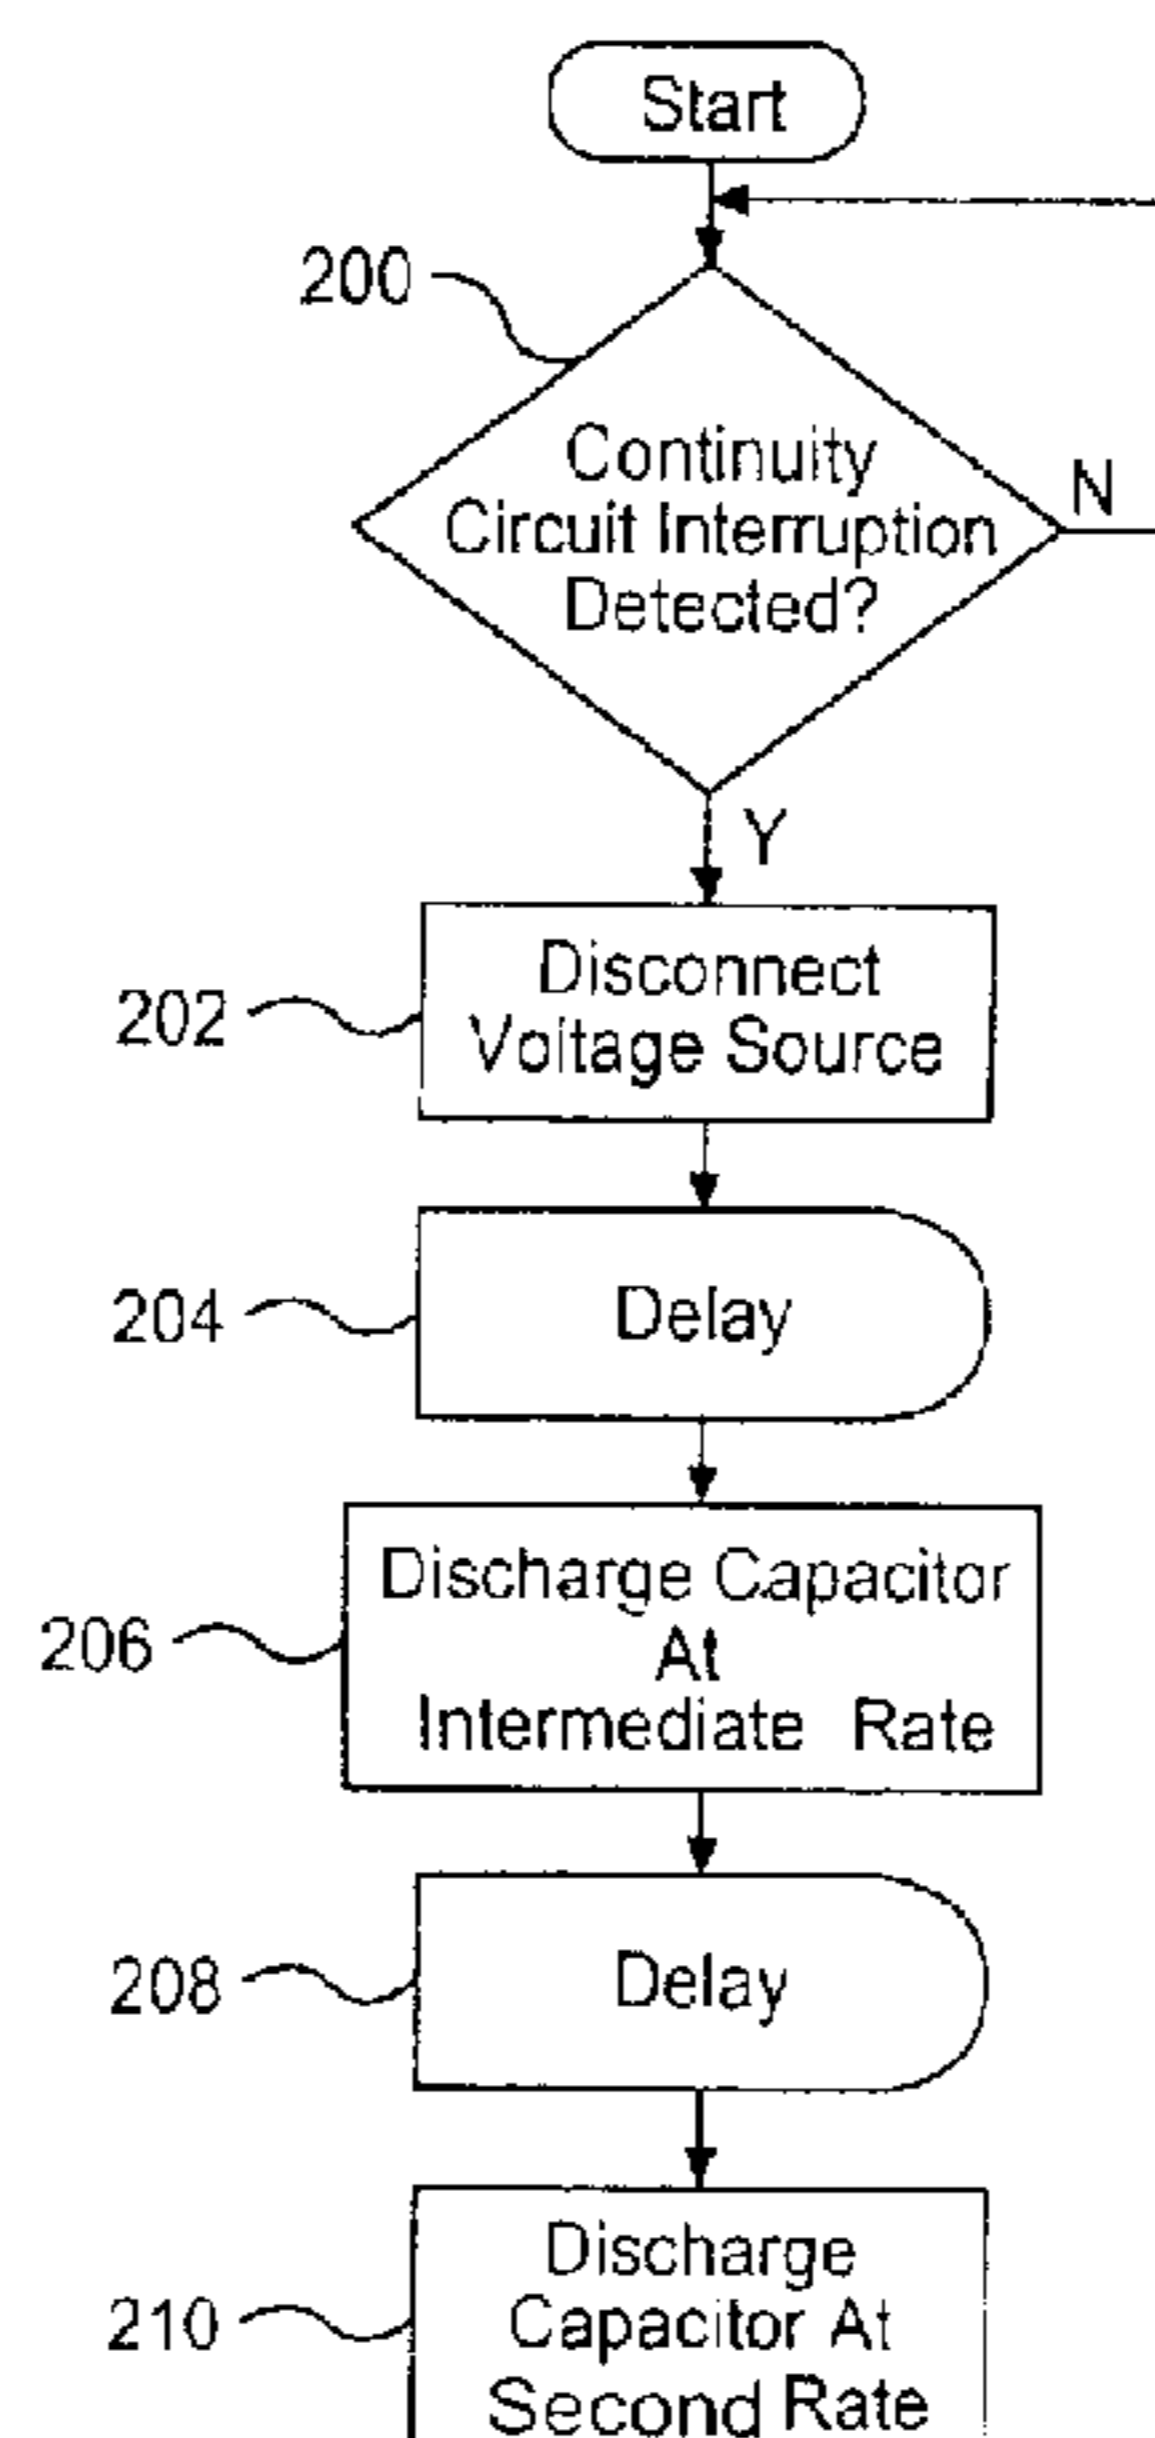 Start
200
Continuity
Circuit Interruption
Detected?
N
Y
202
Disconnect
Voltage Source
204
Delay
206
Discharge Capacitor
At
Intermediate Rate
208
Delay
210
Discharge
Capacitor At
Second Rate